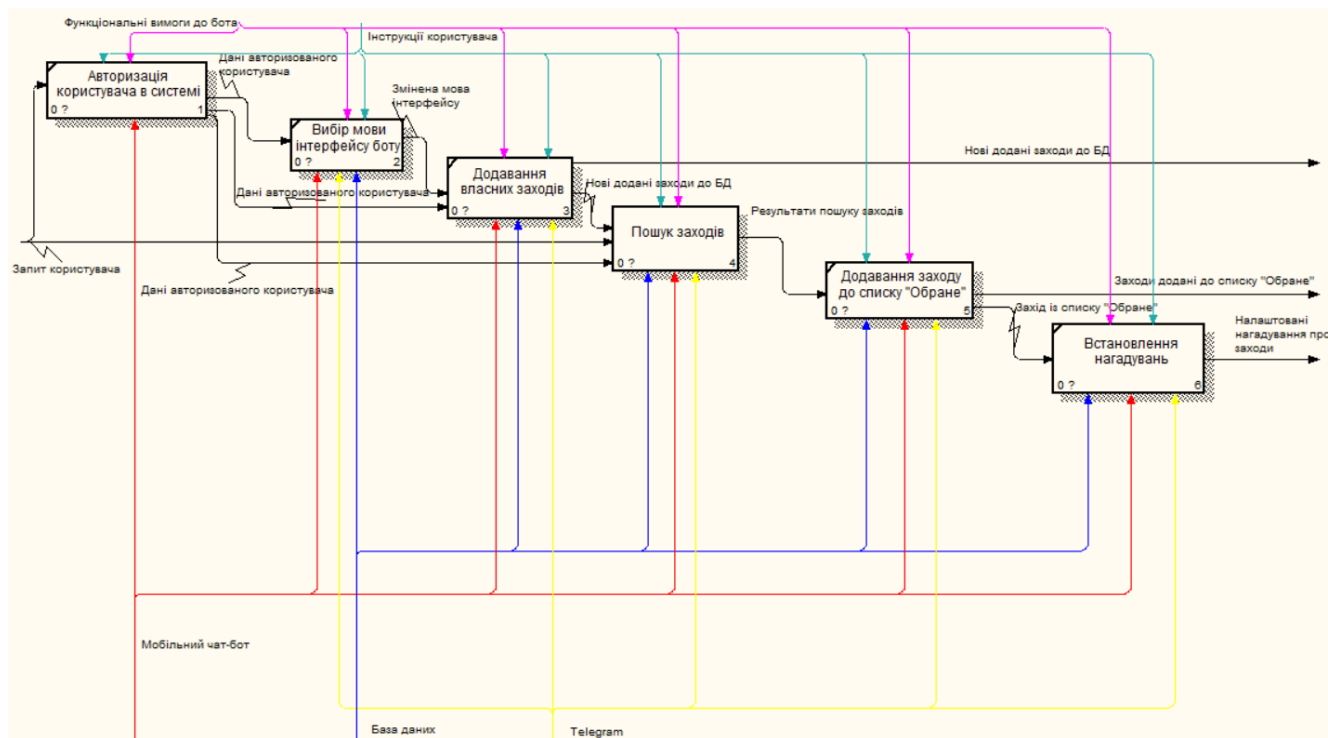 Функціональні вимоги до бота
Інструкції користувача
Дані авторизованого
користувача
Авторизація
користувача в системі
0 ?
1
Змінена мова
інтерфейсу
Вибір мови
інтерфейсу боту
0 ?
2
Нові додані заходи до БД
Додавання
власних заходів
0 ?
3
Дані авторизованого користувача
Нові додані заходи до БД
Результати пошуку заходів
Пошук заходів
0 ?
4
Запит користувача
Дані авторизованого користувача
Додавання заходу
до списку "Обране"
0 ?
5
Заходи додані до списку "Обране"
Захід із списку "Обране"
Налаштовані
нагадування про
заходи
Встановлення
нагадувань
0 ?
6
Мобільний чат-бот
База даних
Telegram